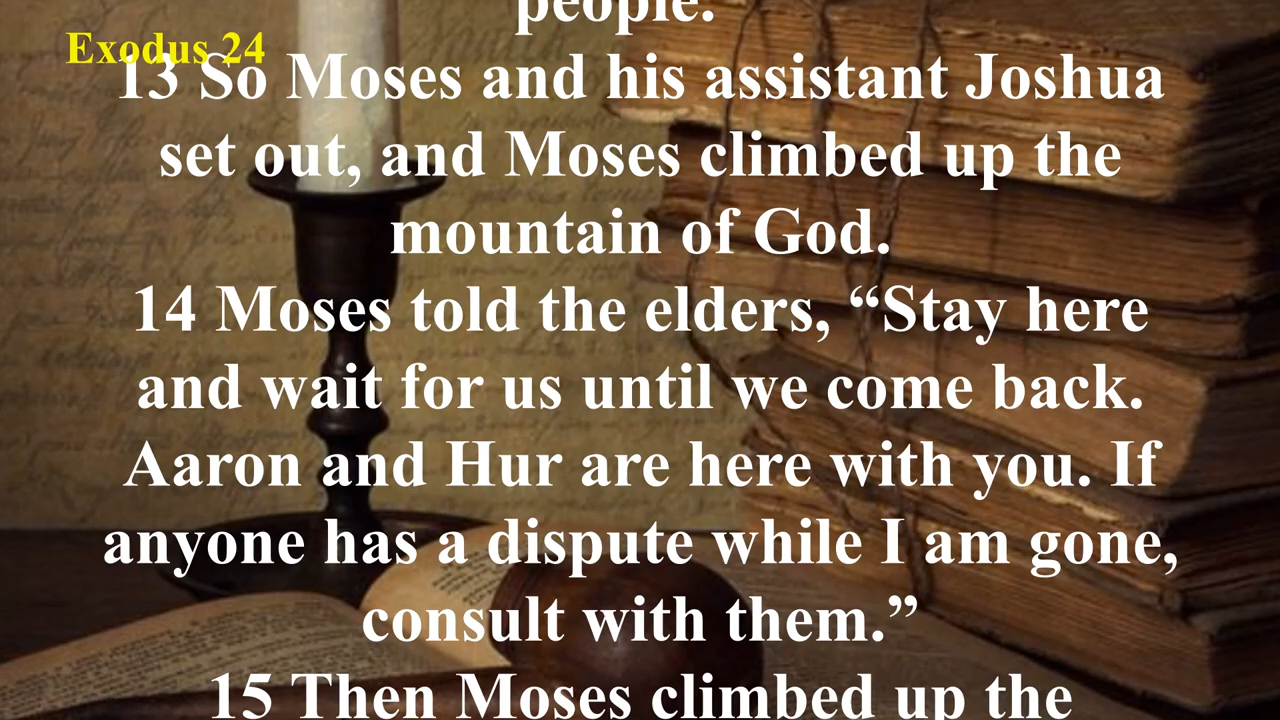 people.
Exodus 24
13 So Moses and his assistant Joshua
set out, and Moses climbed up the
mountain of God.
14 Moses told the elders, “Stay here
and wait for us until we come back.
Aaron and Hur are here with you. If
anyone has a dispute while I am gone,
consult with them.”
15 Then Moses climbed up the